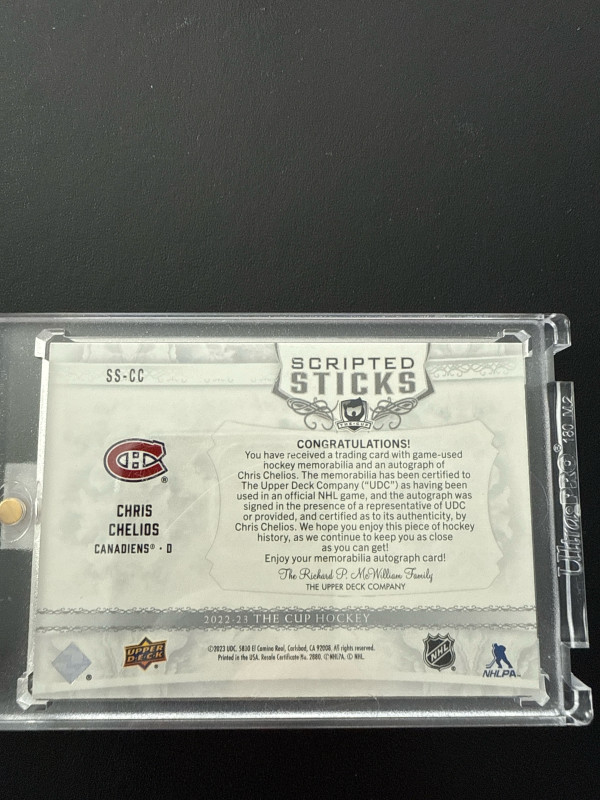 SS-CC
SCRIPTED
STICKS
THE CUP
CONGRATULATIONS!
You have received a trading card with game-used
hockey memorabilia and an autograph of
Chris Chelios. The memorabilia has been certified to
The Upper Deck Company ("UDC") as having been
used in an official NHL game, and the autograph was
signed in the presence of a representative of UDC
or provided, and certified as to its authenticity, by
Chris Chelios. We hope you enjoy this piece of hockey
history, as we continue to keep you as close
as you can get!
Enjoy your memorabilia autograph card!
The Richard P. McWilliam Family
THE UPPER DECK COMPANY
CHRIS
CHELIOS
CANADIENS® · D
2022-23 THE CUP HOCKEY
UPPER
DECK
©2023 UDC. 5830 El Camino Real, Carlsbad, CA 92008. All rights reserved.
Printed in the USA. Resale Certificate No. 2880. © NHLPA. © NHL.
NHL
NHLPA
Ultra PRO® 180 N.2